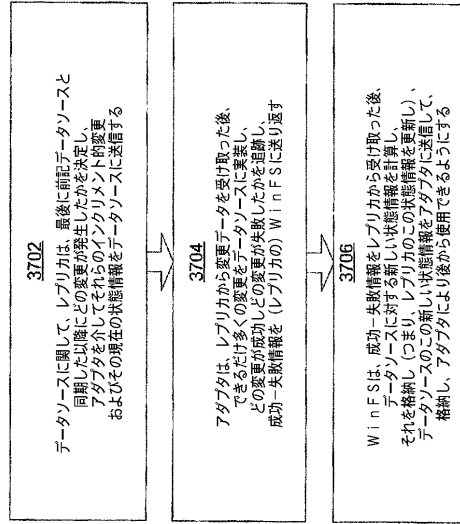 3702
データソースに関して、レプリカは、最後に前記データソースと
同期した以降にどの変更が発生したかを決定し、
アダプタを介してそれらのインクリメント的変更
およびその現在の状態情報をデータソースに送信する
3704
アダプタは、レプリカから変更データを受け取った後、
できるだけ多くの変更をデータソースに実装し、
どの変更が成功しどの変更が失敗したかを追跡し、
成功-失敗情報を(レプリカの)WinFSに送り返す
3706
WinFSは、成功-失敗情報をレプリカから受け取った後、
データソースに対する新しい状態情報を計算し、
それを格納し(つまり、レプリカのこの状態情報を更新し)、
データソースのこの新しい状態情報をアダプタに送信して、
格納し、アダプタにより後から使用できるようにする